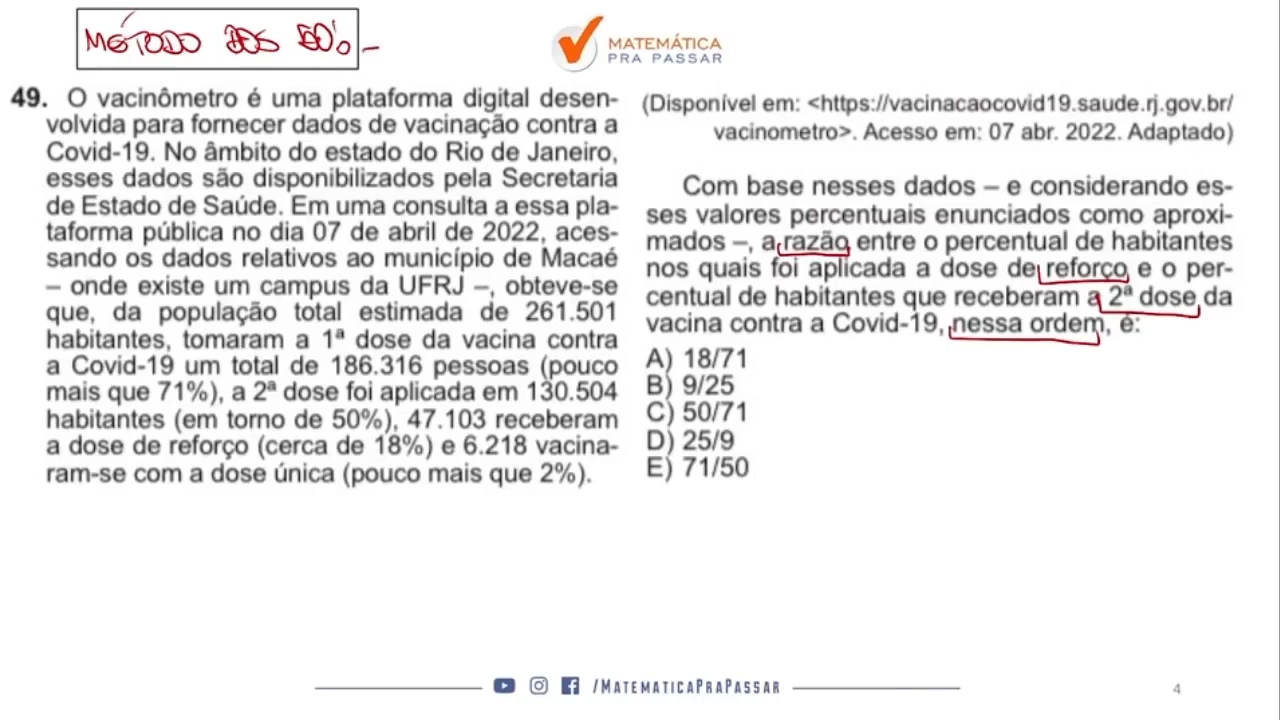 MÉTODO DOS 50% -
MATEMÁTICA
PRA PASSAR
49. O vacinômetro é uma plataforma digital desen-
volvida para fornecer dados de vacinação contra a
Covid-19. No âmbito do estado do Rio de Janeiro,
esses dados são disponibilizados pela Secretaria
de Estado de Saúde. Em uma consulta a essa pla-
taforma pública no dia 07 de abril de 2022, aces-
sando os dados relativos ao município de Macaé
– onde existe um campus da UFRJ –, obteve-se
que, da população total estimada de 261.501
habitantes, tomaram a 1ª dose da vacina contra
a Covid-19 um total de 186.316 pessoas (pouco
mais que 71%), a 2ª dose foi aplicada em 130.504
habitantes (em torno de 50%), 47.103 receberam
a dose de reforço (cerca de 18%) e 6.218 vacina-
ram-se com a dose única (pouco mais que 2%).
(Disponível em: <https://vacinacaocovid19.saude.rj.gov.br/
vacinometro>. Acesso em: 07 abr. 2022. Adaptado)
Com base nesses dados – e considerando es-
ses valores percentuais enunciados como aproxi-
mados –, a razão entre o percentual de habitantes
nos quais foi aplicada a dose de reforço e o per-
centual de habitantes que receberam a 2ª dose da
vacina contra a Covid-19, nessa ordem, é:
A) 18/71
B) 9/25
C) 50/71
D) 25/9
E) 71/50
/MATEMATICAPRAPASSAR
4